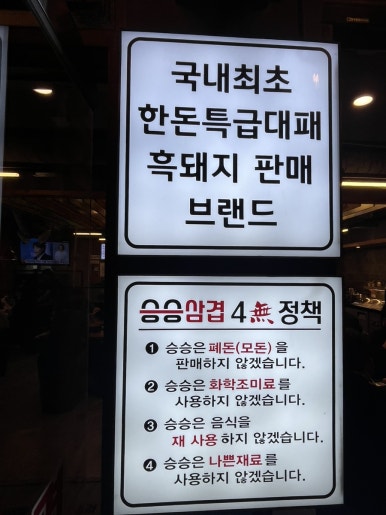 국내최초
한돈특급대패
흑돼지 판매
브랜드
승승삼겹 4無 정책
❶ 승승은 폐돈(모돈)을
판매하지 않겠습니다.
❷ 승승은 화학조미료를
사용하지 않겠습니다.
❸ 승승은 음식을
재 사용하지 않겠습니다.
❹ 승승은 나쁜재료를
사용하지 않겠습니다.